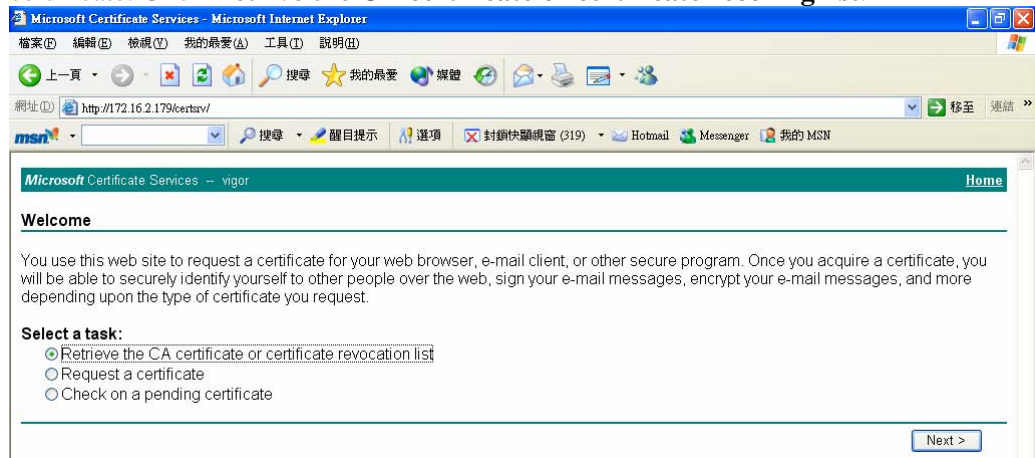 Microsoft Certificate Services - Microsoft Internet Explorer
檔案(F) 編輯(E) 檢視(V) 我的最愛(A) 工具(T) 說明(H)
上一頁 搜尋 我的最愛 媒體
網址(D) http://172.16.2.179/certsrv/ 移至 連結 »
msn 搜尋 醒目提示 選項 封鎖快顯視窗 (319) Hotmail Messenger 我的 MSN
Microsoft Certificate Services -- vigor Home
Welcome
You use this web site to request a certificate for your web browser, e-mail client, or other secure program. Once you acquire a certificate, you
will be able to securely identify yourself to other people over the web, sign your e-mail messages, encrypt your e-mail messages, and more
depending upon the type of certificate you request.
Select a task:
Retrieve the CA certificate or certificate revocation list
Request a certificate
Check on a pending certificate
Next >